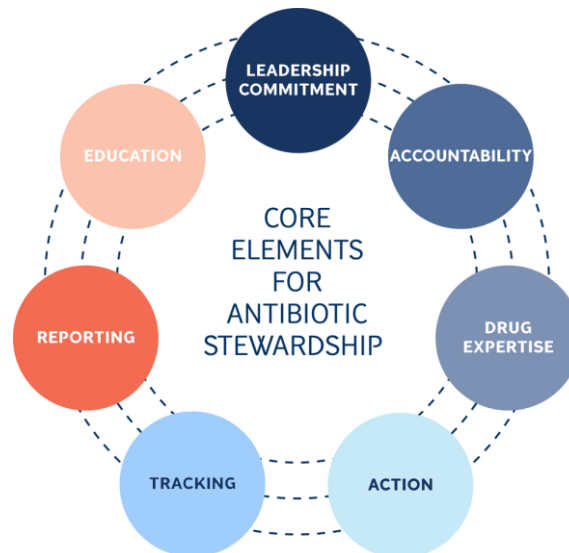 LEADERSHIP
COMMITMENT
ACCOUNTABILITY
DRUG
EXPERTISE
ACTION
TRACKING
REPORTING
EDUCATION
CORE
ELEMENTS
FOR
ANTIBIOTIC
STEWARDSHIP